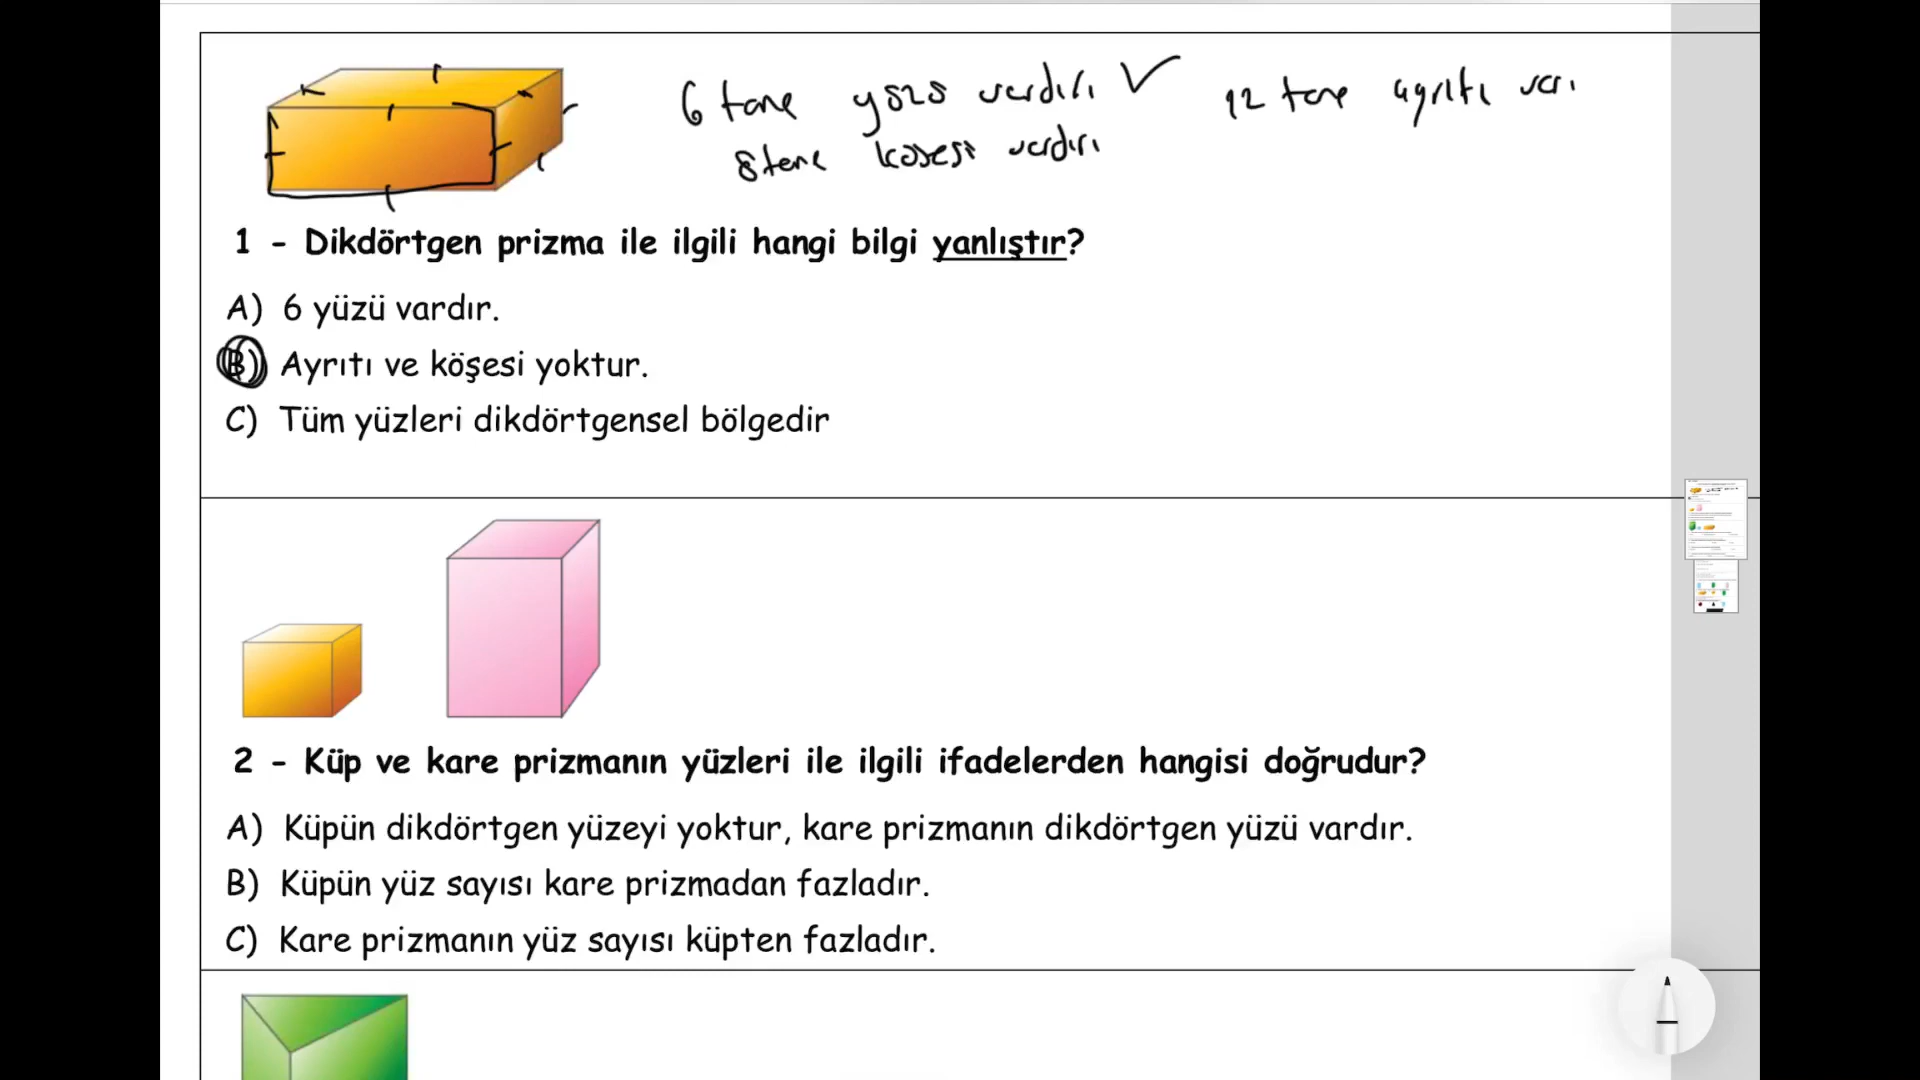 6 tane yüzü vardır. 12 tane ayrıtı var.
8 tane köşesi vardır.
1 - Dikdörtgen prizma ile ilgili hangi bilgi yanlıştır?
A) 6 yüzü vardır.
B) Ayrıtı ve köşesi yoktur.
C) Tüm yüzleri dikdörtgensel bölgedir
2 - Küp ve kare prizmanın yüzleri ile ilgili ifadelerden hangisi doğrudur?
A) Küpün dikdörtgen yüzeyi yoktur, kare prizmanın dikdörtgen yüzü vardır.
B) Küpün yüz sayısı kare prizmadan fazladır.
C) Kare prizmanın yüz sayısı küpten fazladır.